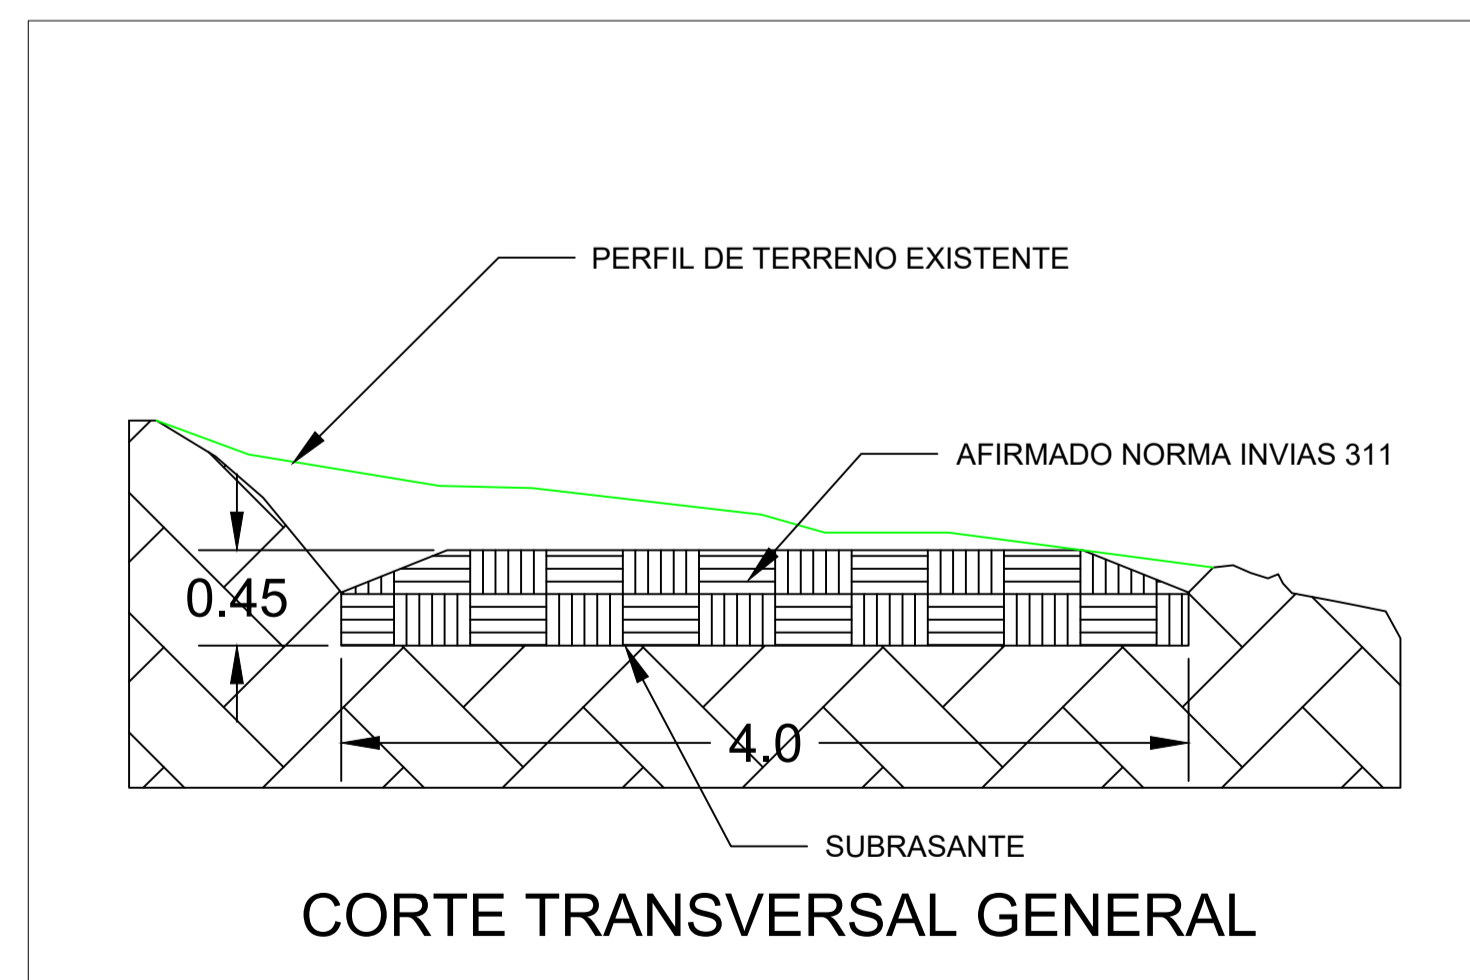 PERFIL DE TERRENO EXISTENTE
AFIRMADO NORMA INVIAS 311
0.45
4.0
SUBRASANTE
CORTE TRANSVERSAL GENERAL